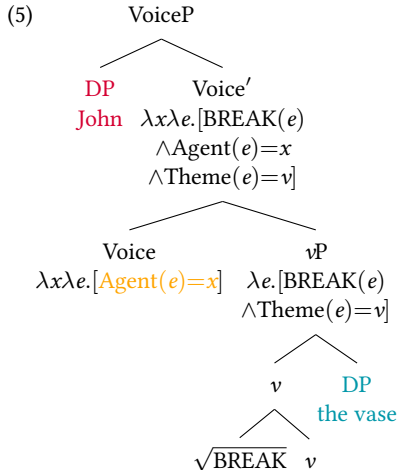 (5) VoiceP
DP Voice′
John λxλe.[BREAK(e)
∧Agent(e)=x
∧Theme(e)=v]
Voice vP
λxλe.[Agent(e)=x] λe.[BREAK(e)
∧Theme(e)=v]
v DP
the vase
√BREAK v